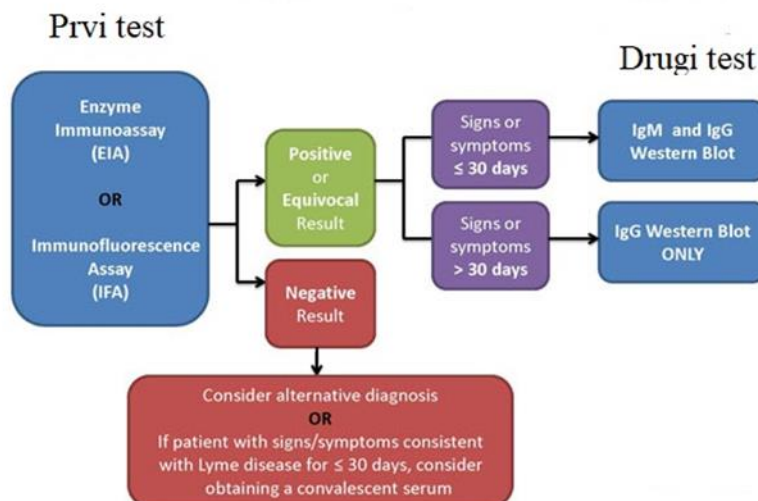 Prvi test
Drugi test
Enzyme
Immunoassay
(EIA)
OR
Immunofluorescence
Assay
(IFA)
Positive
or
Equivocal
Result
Negative
Result
Signs or
symptoms
≤ 30 days
Signs or
symptoms
> 30 days
IgM and IgG
Western Blot
IgG Western Blot
ONLY
Consider alternative diagnosis
OR
If patient with signs/symptoms consistent
with Lyme disease for ≤ 30 days, consider
obtaining a convalescent serum